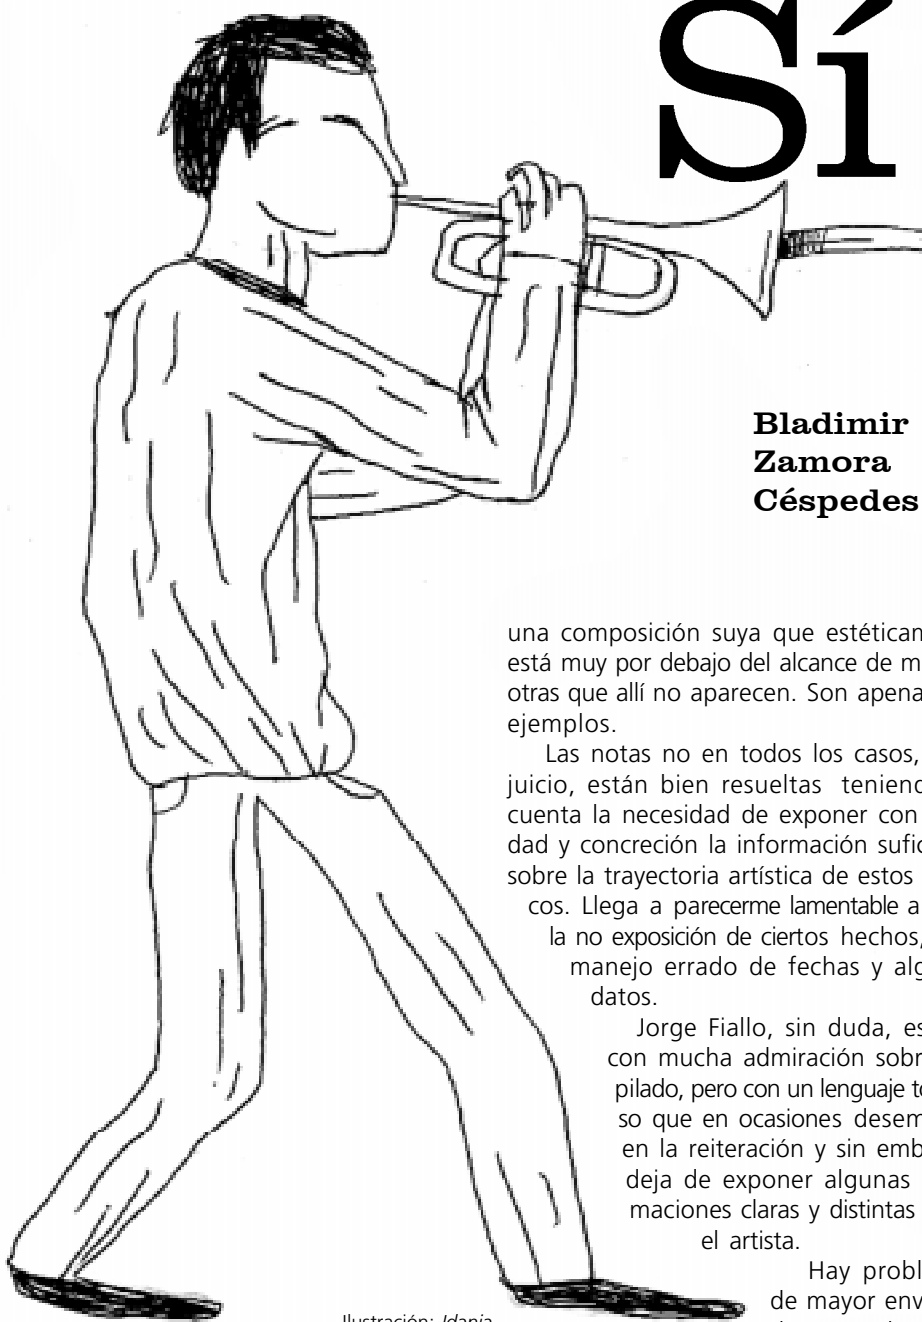 Sí
Bladimir
Zamora
Céspedes
una composición suya que estétican
está muy por debajo del alcance de m
otras que allí no aparecen. Son apena
ejemplos.
Las notas no en todos los casos,
juicio, están bien resueltas teniend
cuenta la necesidad de exponer con
dad y concreción la información sufic
sobre la trayectoria artística de estos
cos. Llega a parecerme lamentable a
la no exposición de ciertos hechos,
manejo errado de fechas y alg
datos.
Jorge Fiallo, sin duda, es
con mucha admiración sobr
pilado, pero con un lenguaje to
so que en ocasiones desem
en la reiteración y sin emb
deja de exponer algunas
maciones claras y distintas
el artista.
Hay probl
de mayor env
Ilustración: Idania